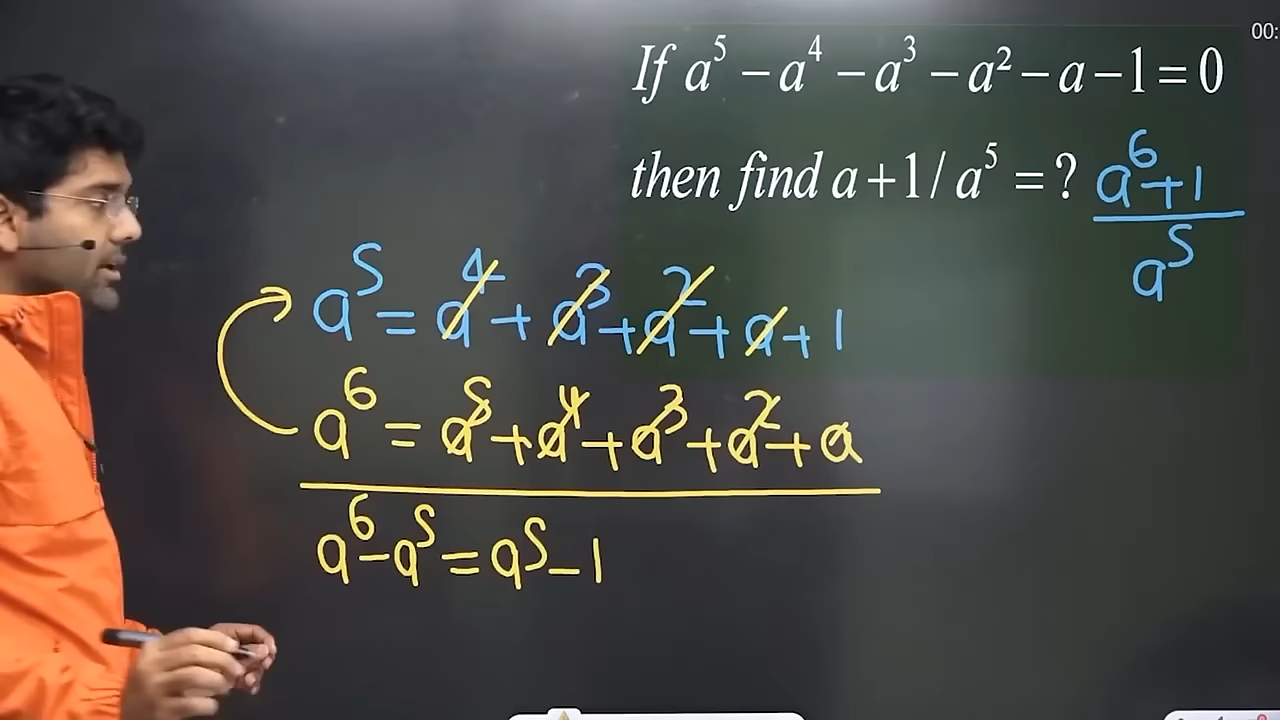 00:
If a⁵ – a⁴ – a³ – a² – a – 1 = 0
then find a + 1 / a⁵ = ?
a⁶+1
a⁵
a⁵ = a⁴ + a³ + a² + a + 1
a⁶ = a⁵ + a⁴ + a³ + a² + a
a⁶ - a⁵ = a⁵ - 1